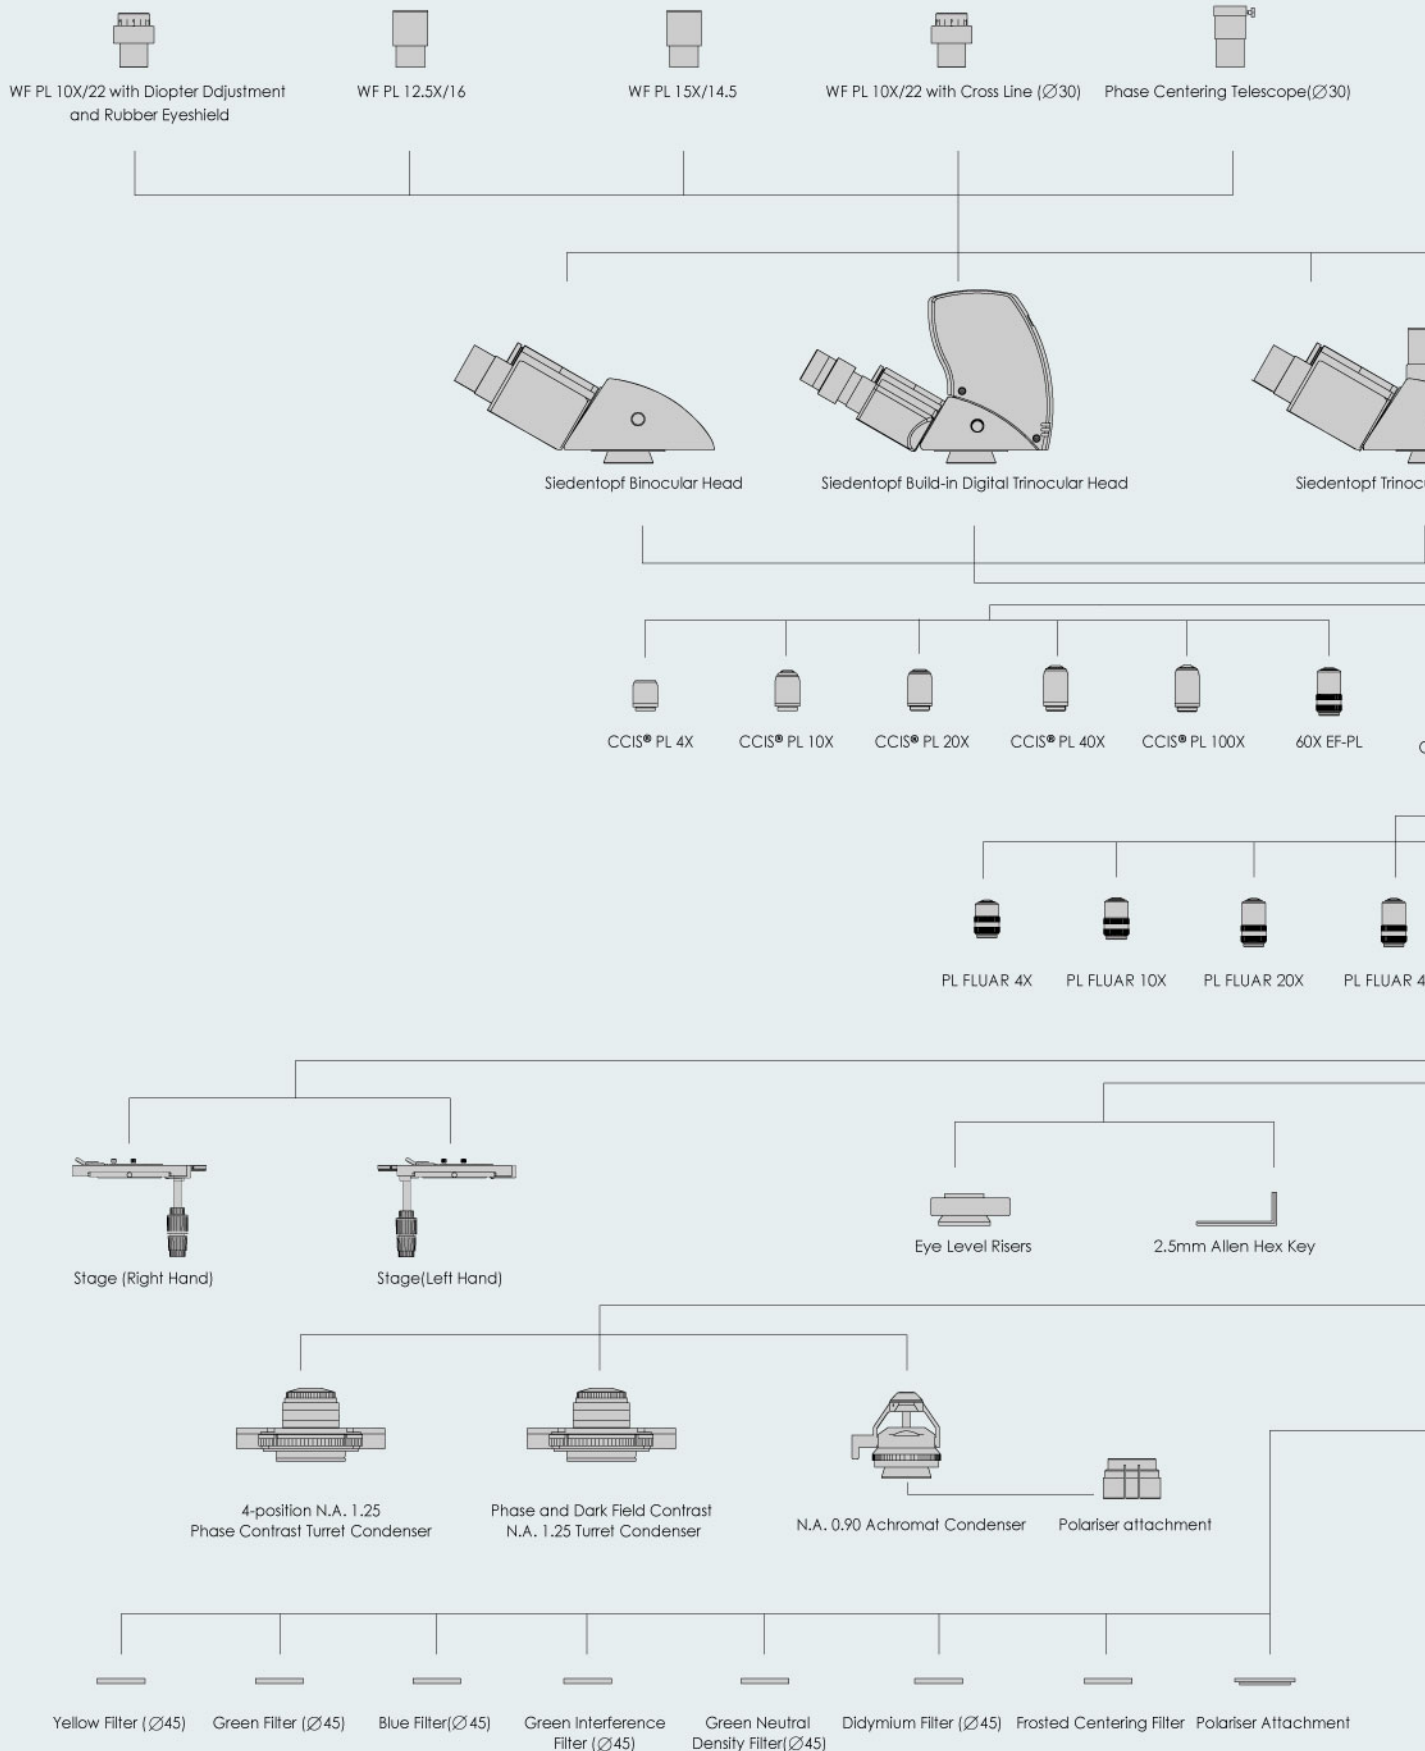 WF PL 10X/22 with Diopter Ddjustment
and Rubber Eyeshield
WF PL 12.5X/16
WF PL 15X/14.5
WF PL 10X/22 with Cross Line (∅30)
Phase Centering Telescope(∅30)
Siedentopf Binocular Head
Siedentopf Build-in Digital Trinocular Head
Siedentopf Trinoc
CCIS® PL 4X
CCIS® PL 10X
CCIS® PL 20X
CCIS® PL 40X
CCIS® PL 100X
60X EF-PL
PL FLUAR 4X
PL FLUAR 10X
PL FLUAR 20X
PL FLUAR 4
Stage (Right Hand)
Stage(Left Hand)
Eye Level Risers
2.5mm Allen Hex Key
4-position N.A. 1.25
Phase Contrast Turret Condenser
Phase and Dark Field Contrast
N.A. 1.25 Turret Condenser
N.A. 0.90 Achromat Condenser
Polariser attachment
Yellow Filter (∅45)
Green Filter (∅45)
Blue Filter(∅45)
Green Interference
Filter (∅45)
Green Neutral
Density Filter(∅45)
Didymium Filter (∅45)
Frosted Centering Filter
Polariser Attachment